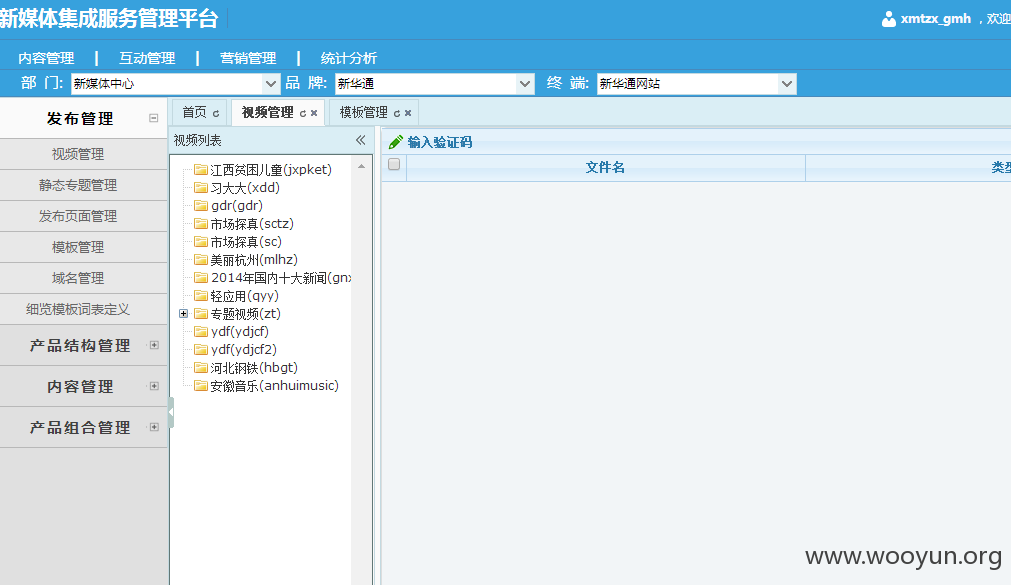 新媒体集成服务管理平台
xmtzx_gmh ，欢迎
内容管理 | 互动管理 | 营销管理 | 统计分析
部 门: 新媒体中心 品 牌: 新华通 终 端: 新华通网站
发布管理
视频管理
静态专题管理
发布页面管理
模板管理
域名管理
细览模板词表定义
产品结构管理
内容管理
产品组合管理
首页 视频管理 模板管理
视频列表
江西贫困儿童(jxpket)
习大大(xdd)
gdr(gdr)
市场探真(sctz)
市场探真(sc)
美丽杭州(mlhz)
2014年国内十大新闻(gnx
轻应用(qyy)
专题视频(zt)
ydf(ydjcf)
ydf(ydjcf2)
河北钢铁(hbgt)
安徽音乐(anhuimusic)
输入验证码
文件名 类型
www.wooyun.org